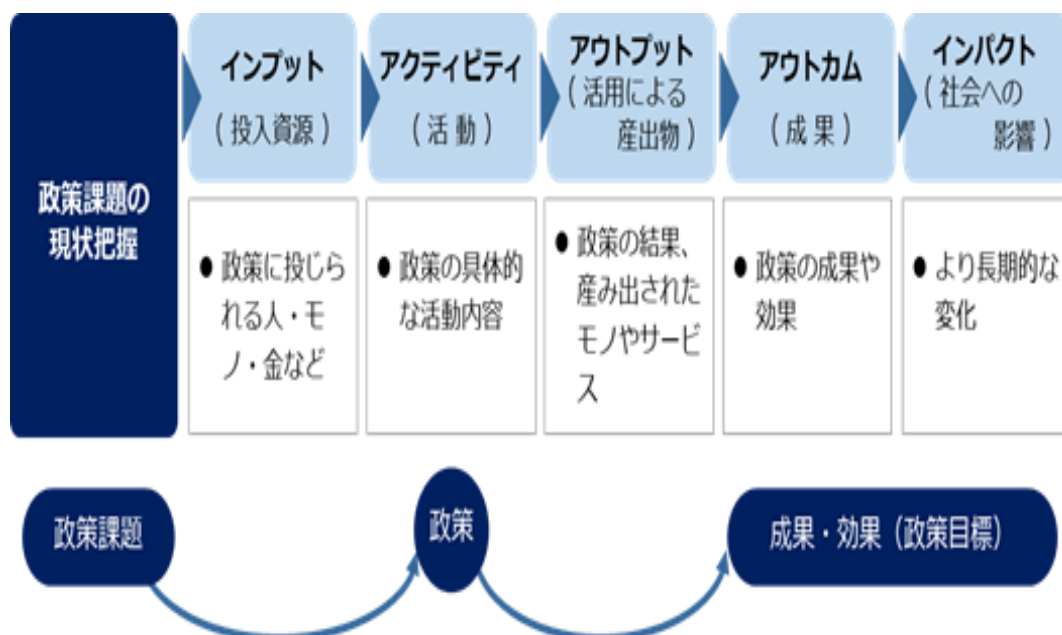 政策課題の
現状把握
インプット
（投入資源）
アクティビティ
（活動）
アウトプット
（活用による
産出物）
アウトカム
（成果）
インパクト
（社会への
影響）
● 政策に投じら
れる人・モ
ノ・金など
● 政策の具体的
な活動内容
● 政策の結果、
産み出された
モノやサービ
ス
● 政策の成果や
効果
● より長期的な
変化
政策課題
政策
成果・効果（政策目標）